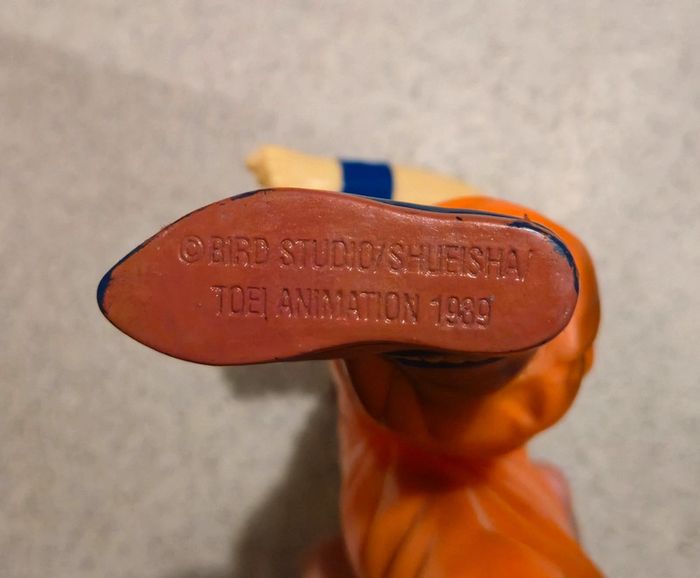 ©BIRD STUDIO/SHUEISHA/
TOEI ANIMATION 1989